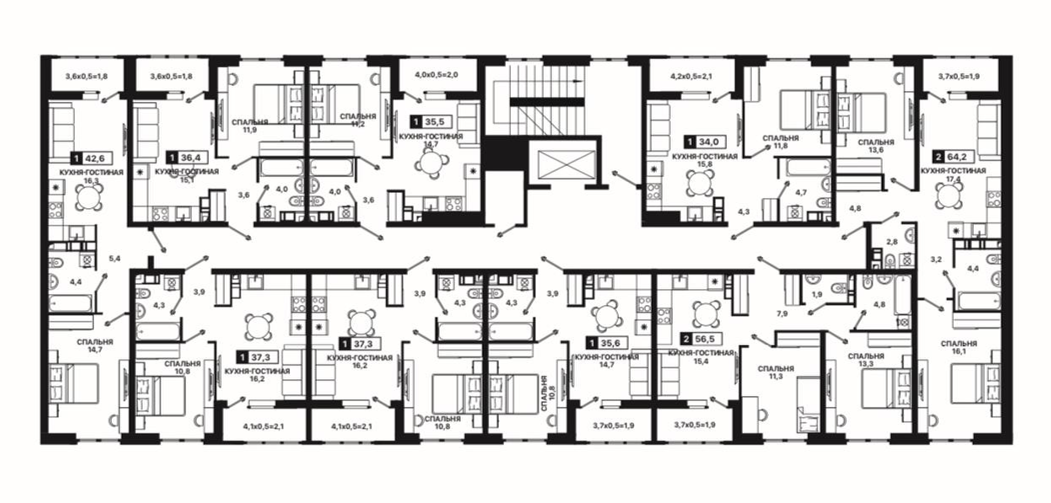 3,6x0,5=1,8
3,6x0,5=1,8
4,0x0,5=2,0
4,2x0,5=2,1
3,7x0,5=1,9
1 42,6
КУХНЯ-ГОСТИНАЯ
16,3
1 36,4
КУХНЯ-ГОСТИНАЯ
15,1
СПАЛЬНЯ
11,9
СПАЛЬНЯ
11,2
1 35,5
КУХНЯ-ГОСТИНАЯ
14,7
1 34,0
КУХНЯ-ГОСТИНАЯ
15,8
СПАЛЬНЯ
11,8
СПАЛЬНЯ
13,6
2 64,2
КУХНЯ-ГОСТИНАЯ
17,4
3,6
4,0
4,0
3,6
4,3
4,7
4,8
2,8
5,4
4,4
3,2
4,4
4,3
3,9
3,9
4,3
4,3
3,9
7,9
1,9
4,8
СПАЛЬНЯ
14,7
СПАЛЬНЯ
10,8
1 37,3
КУХНЯ-ГОСТИНАЯ
16,2
1 37,3
КУХНЯ-ГОСТИНАЯ
16,2
СПАЛЬНЯ
10,8
СПАЛЬНЯ
10,8
1 35,6
КУХНЯ-ГОСТИНАЯ
14,7
2 56,5
КУХНЯ-ГОСТИНАЯ
15,4
СПАЛЬНЯ
11,3
СПАЛЬНЯ
13,3
СПАЛЬНЯ
16,1
4,1x0,5=2,1
4,1x0,5=2,1
3,7x0,5=1,9
3,7x0,5=1,9